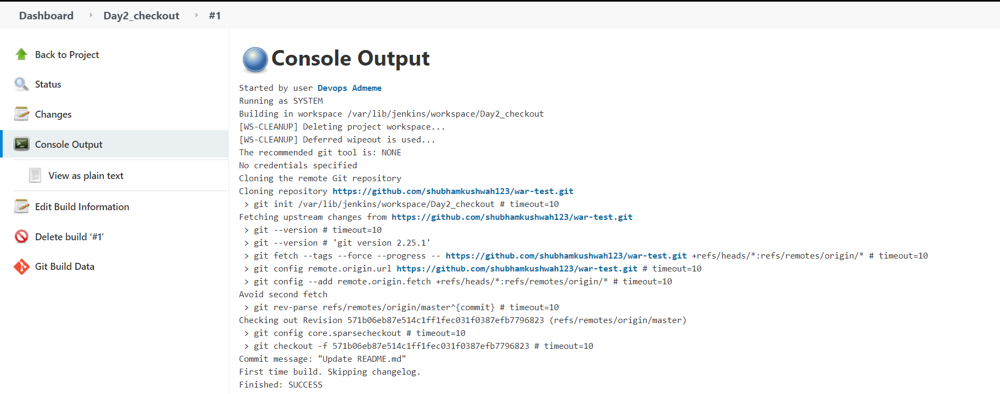 Dashboard
Day2_checkout
#1
Back to Project
Status
Changes
Console Output
View as plain text
Edit Build Information
Delete build ‘#1’
Git Build Data
Console Output
Started by user Devops Admeme
Running as SYSTEM
Building in workspace /var/lib/jenkins/workspace/Day2_checkout
[WS-CLEANUP] Deleting project workspace...
[WS-CLEANUP] Deferred wipeout is used...
The recommended git tool is: NONE
No credentials specified
Cloning the remote Git repository
Cloning repository https://github.com/shubhamkushwah123/war-test.git
> git init /var/lib/jenkins/workspace/Day2_checkout # timeout=10
Fetching upstream changes from https://github.com/shubhamkushwah123/war-test.git
> git --version # timeout=10
> git --version # 'git version 2.25.1'
> git fetch --tags --force --progress -- https://github.com/shubhamkushwah123/war-test.git +refs/heads/*:refs/remotes/origin/* # timeout=10
> git config remote.origin.url https://github.com/shubhamkushwah123/war-test.git # timeout=10
> git config --add remote.origin.fetch +refs/heads/*:refs/remotes/origin/* # timeout=10
Avoid second fetch
> git rev-parse refs/remotes/origin/master^{commit} # timeout=10
Checking out Revision 571b06eb87e514c1ff1fec031f0387efb7796823 (refs/remotes/origin/master)
> git config core.sparsecheckout # timeout=10
> git checkout -f 571b06eb87e514c1ff1fec031f0387efb7796823 # timeout=10
Commit message: "Update README.md"
First time build. Skipping changelog.
Finished: SUCCESS